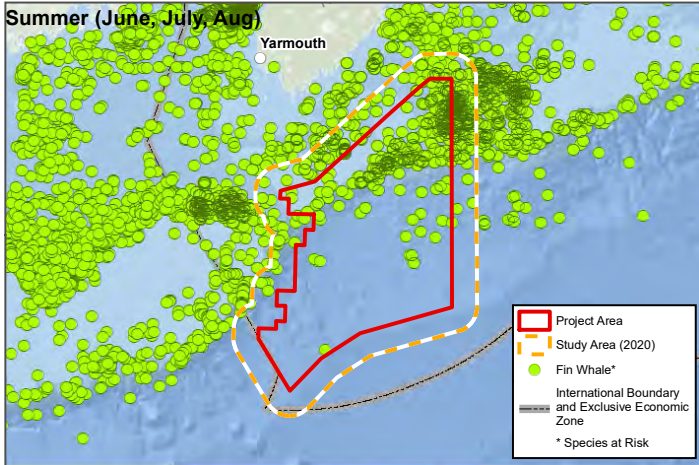 Summer (June, July, Aug)
Yarmouth
Project Area
Study Area (2020)
Fin Whale*
International Boundary
and Exclusive Economic
Zone
* Species at Risk